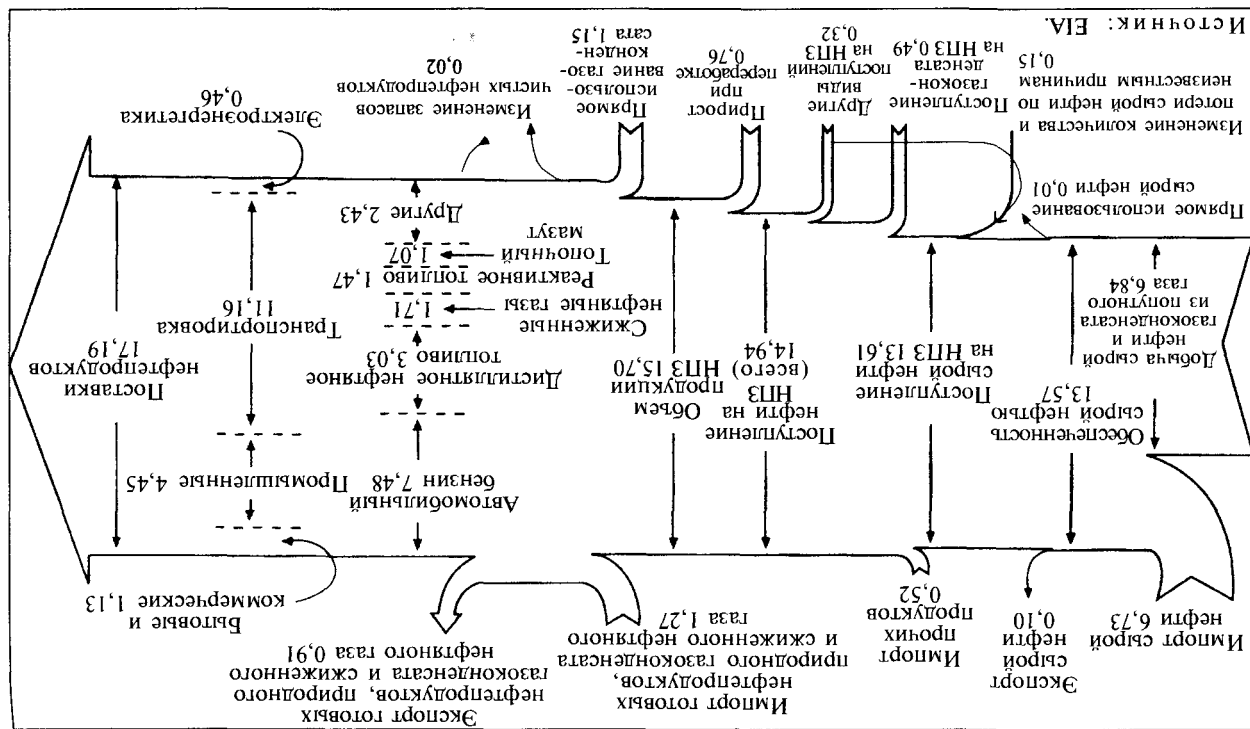 Импорт сырой
нефти 6,73
Экспорт
сырой
нефти
0,10
Импорт
прочих
продуктов
0,52
Импорт готовых
нефтепродуктов,
природного газоконденсата
и сжиженного нефтяного
газа 1,27
Экспорт готовых
нефтепродуктов, природного
газоконденсата и сжиженного
нефтяного газа 0,91
Бытовые и
коммерческие 1,13
Добыча сырой
нефти и
газоконденсата
из попутного
газа 6,84
Обеспеченность
сырой нефтью
13,57
Поступление
сырой нефти
на НПЗ 13,61
Поступление
нефти на
НПЗ
(всего)
14,94
Объем
продукции
НПЗ 15,70
Автомобильный
бензин 7,48
Дистиллятное нефтяное
топливо 3,03
Сжиженные
нефтяные газы
1,71
Реактивное
топливо 1,47
Топочный
мазут
1,07
Другие 2,43
Промышленные 4,45
Транспортировка
11,16
Поставки
нефтепродуктов
17,19
Прямое использование
сырой нефти 0,01
Изменение количества и
потери сырой нефти по
неизвестным причинам
0,15
Поступление
газокон-
денсата
на НПЗ 0,49
Другие
виды
поступлений
на НПЗ
0,32
Прирост
при
переработке
0,76
Прямое
использо-
вание газо-
конденсата 1,15
Изменение запасов
чистых нефтепродуктов
0,02
Электроэнергетика
0,46
Источник: EIA.